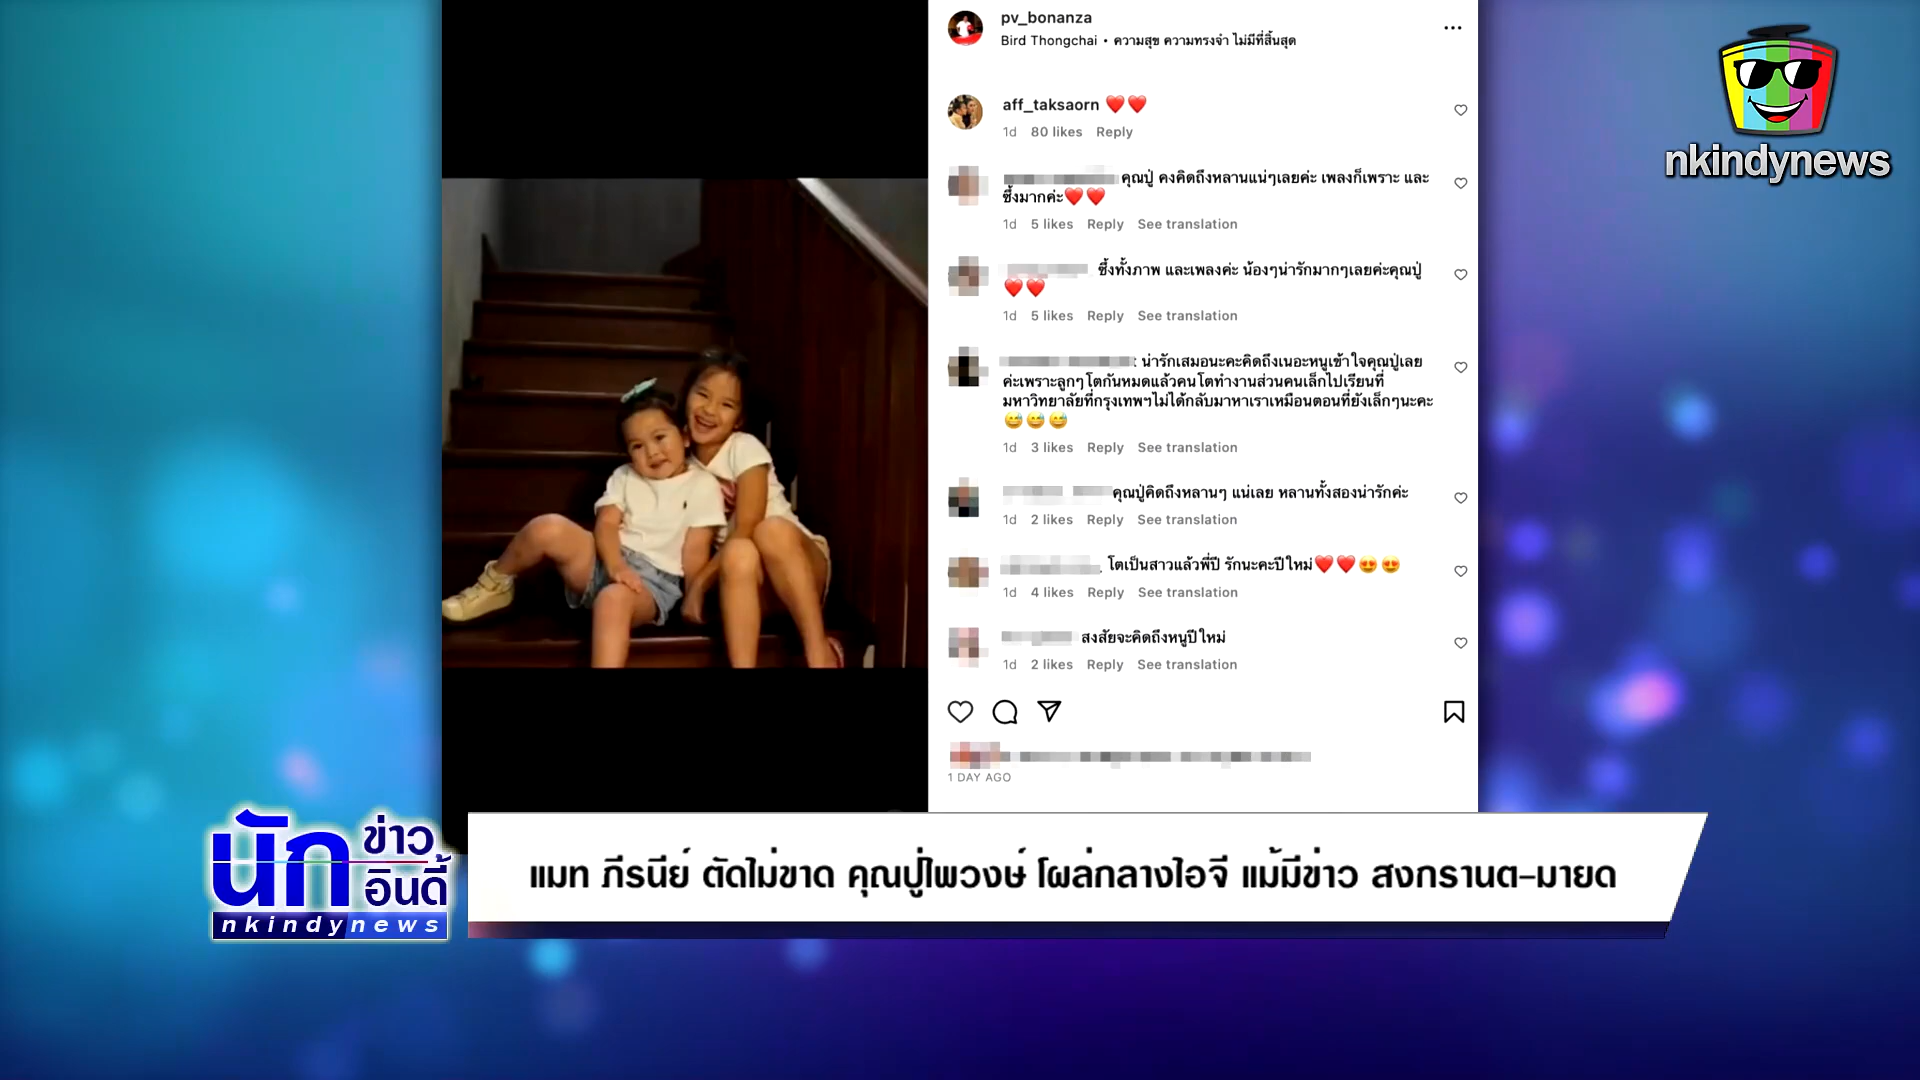 pv_bonanza
Bird Thongchai • ความสุข ความทรงจำ ไม่มีที่สิ้นสุด
nkindynews
aff_taksaorn ❤️❤️
1d 80 likes Reply
คุณปู่ คงคิดถึงหลานแน่ๆเลยค่ะ เพลงก็เพราะ และ
ซึ้งมากค่ะ❤️❤️
1d 5 likes Reply See translation
ซึ้งทั้งภาพ และเพลงค่ะ น้องๆน่ารักมากๆเลยค่ะคุณปู่
❤️❤️
1d 5 likes Reply See translation
น่ารักเสมอนะคะคิดถึงเนอะหนูเข้าใจคุณปู่เลย
ค่ะเพราะลูกๆโตกันหมดแล้วคนโตทำงานส่วนคนเล็กไปเรียนที่
มหาวิทยาลัยที่กรุงเทพฯไม่ได้กลับมาหาเราเหมือนตอนที่ยังเล็กๆนะคะ
😅😅😅
1d 3 likes Reply See translation
คุณปู่คิดถึงหลานๆ แน่เลย หลานทั้งสองน่ารักค่ะ
1d 2 likes Reply See translation
โตเป็นสาวแล้วพี่ปี รักนะคะปีใหม่❤️❤️😍😍
1d 4 likes Reply See translation
สงสัยจะคิดถึงหนูปีใหม่
1d 2 likes Reply See translation
1 DAY AGO
นักข่าวอินดี้
nkindynews
แมท ภีรนีย์ ตัดไม่ขาด คุณปู่ไพวงษ์ โผล่กลางไอจี แม้มีข่าว สงกรานต-มายด